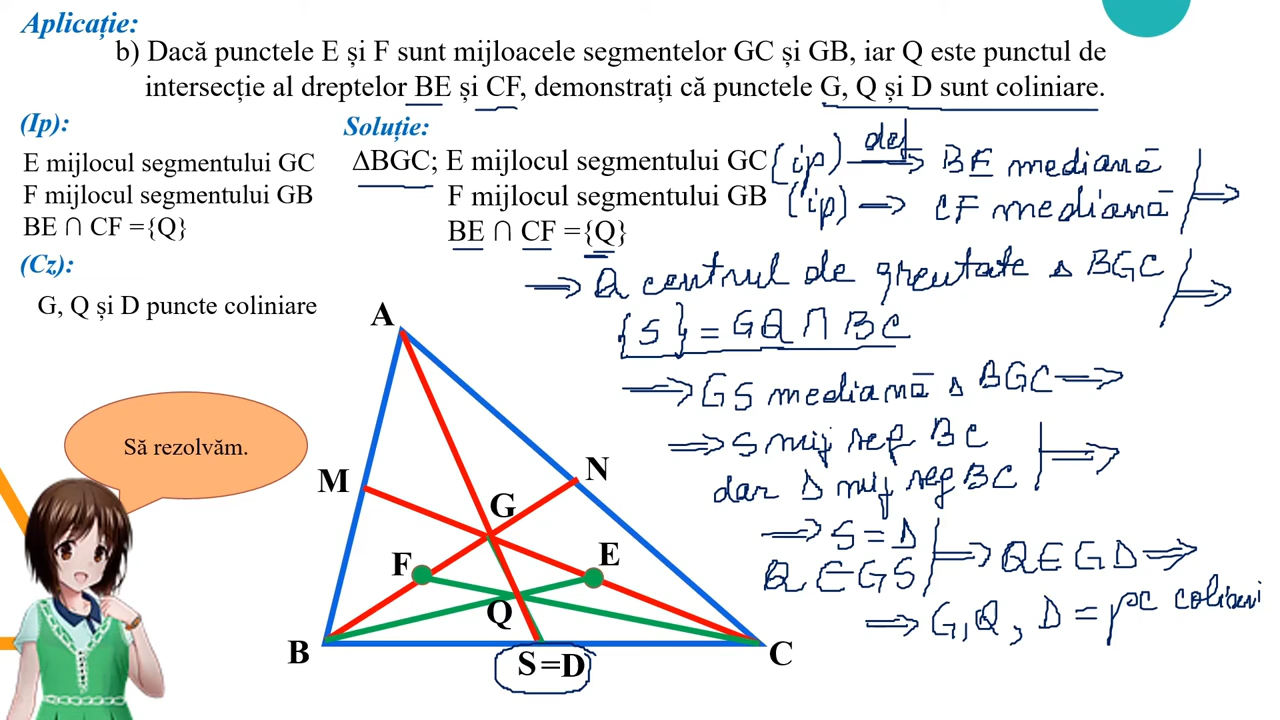 Aplicație:
b) Dacă punctele E și F sunt mijloacele segmentelor GC și GB, iar Q este punctul de
intersecție al dreptelor BE și CF, demonstrați că punctele G, Q și D sunt coliniare.
(Ip):
E mijlocul segmentului GC
F mijlocul segmentului GB
BE ∩ CF ={Q}
(Cz):
G, Q și D puncte coliniare
Soluție:
ΔBGC; E mijlocul segmentului GC (ip) def ⟹ BE mediană
F mijlocul segmentului GB (ip) ⟹ CF mediană ⟹
BE ∩ CF ={Q}
⟹ Q centrul de greutate Δ BGC ⟹
{S} = GQ ∩ BC
⟹ GS mediană Δ BGC ⟹
⟹ S mij seg BC
dar D mij seg BC ⟹
⟹ S = D
Q ∈ GS ⟹ Q ∈ GD ⟹
⟹ G, Q, D = pc
Să rezolvăm.
A
M
N
G
F
E
Q
B
S=D
C